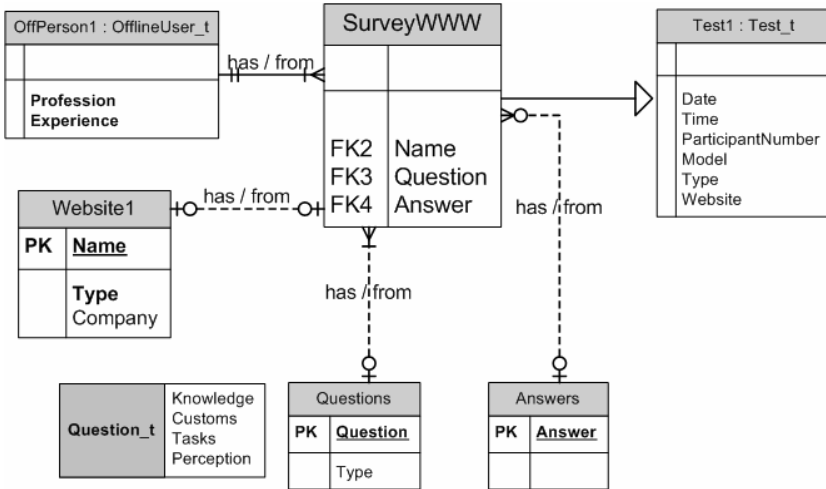 OffPerson1 : OfflineUser_t
Profession
Experience
has / from
SurveyWWW
FK2 Name
FK3 Question
FK4 Answer
Test1 : Test_t
Date
Time
ParticipantNumber
Model
Type
Website
has / from
has / from
Website1
PK Name
Type
Company
has / from
Question_t
Knowledge
Customs
Tasks
Perception
Questions
PK Question
Type
Answers
PK Answer